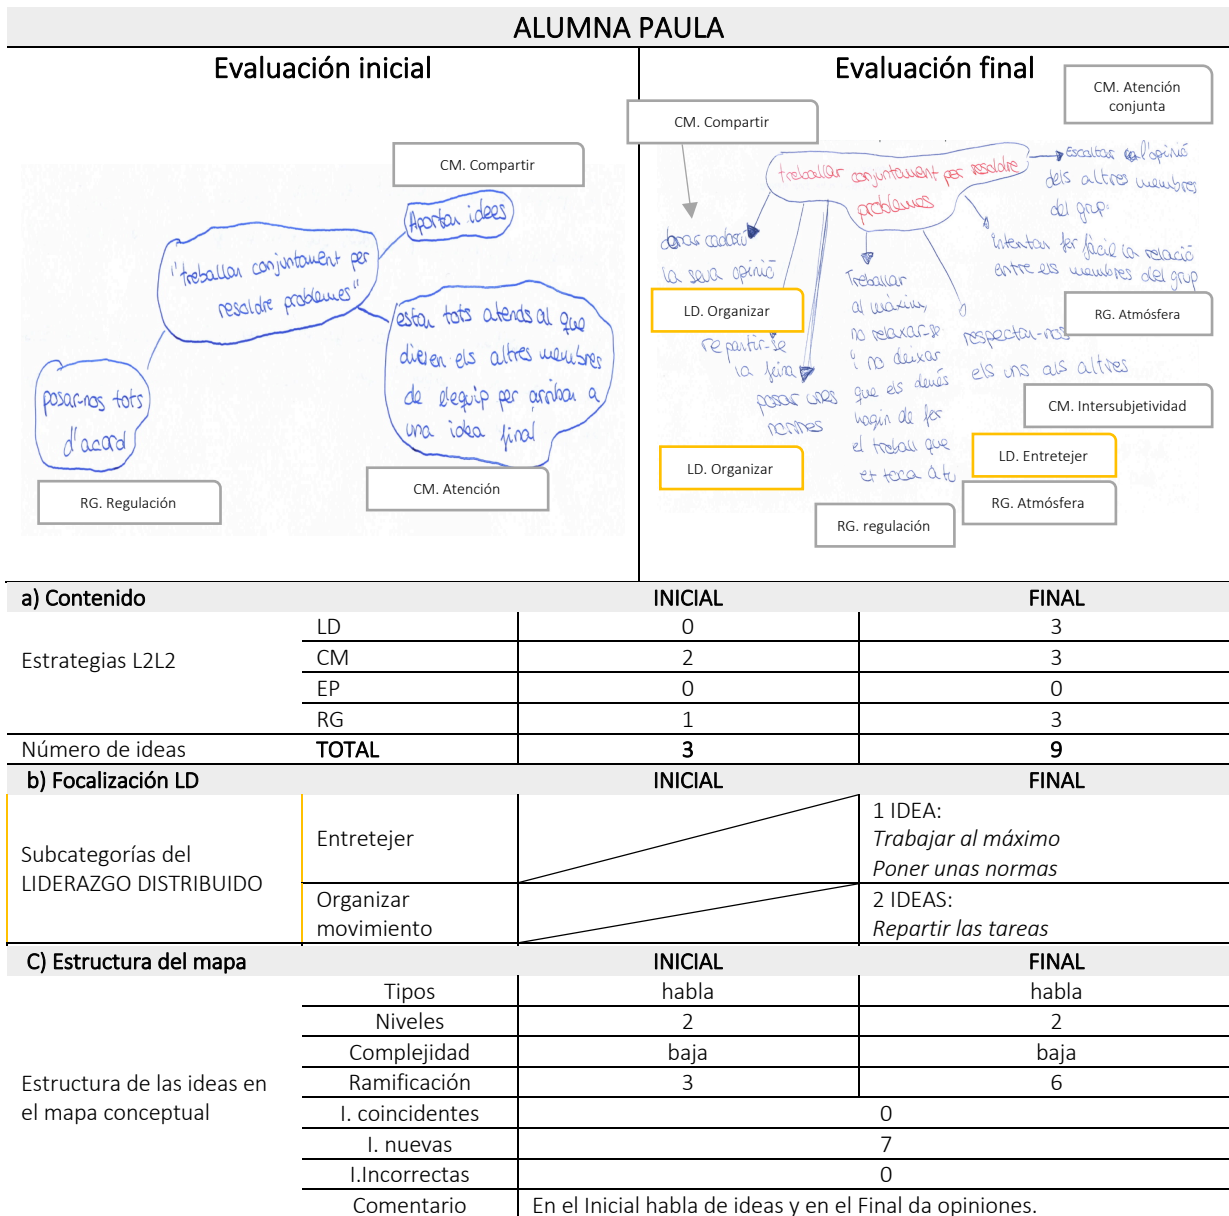 ALUMNA PAULA
Evaluación inicial
CM. Compartir
Aportar idees
"treballar conjuntament per
resoldre problemes"
estar tots atends al que
diuen els altres membres
de l'equip per arribar a
una idea final
posar-nos tots
d'acord
RG. Regulación
CM. Atención
Evaluación final
CM. Atención
conjunta
CM. Compartir
treballar conjuntament per resoldre
problemes
Escoltar l'opinió
dels altres membres
del grup.
donar cadascú
la seva opinió
intentar fer fàcil la relació
entre els membres del grup
LD. Organizar
RG. Atmósfera
repartir-se
la feina
posar unes
normes
Treballar
al màxim,
no relaxar-se
i no deixar
que els demés
hagin de fer
el treball que
et toca a tu
respectar-nos
els uns als altres
CM. Intersubjetividad
LD. Organizar
LD. Entretejer
RG. Atmósfera
RG. regulación
a) Contenido INICIAL FINAL
Estrategias L2L2
LD 0 3
CM 2 3
EP 0 0
RG 1 3
Número de ideas TOTAL 3 9
b) Focalización LD INICIAL FINAL
Subcategorías del
LIDERAZGO DISTRIBUIDO
Entretejer
1 IDEA:
Trabajar al máximo
Poner unas normas
Organizar
movimiento
2 IDEAS:
Repartir las tareas
C) Estructura del mapa INICIAL FINAL
Estructura de las ideas en
el mapa conceptual
Tipos habla habla
Niveles 2 2
Complejidad baja baja
Ramificación 3 6
I. coincidentes 0
I. nuevas 7
I.Incorrectas 0
Comentario En el Inicial habla de ideas y en el Final da opiniones.